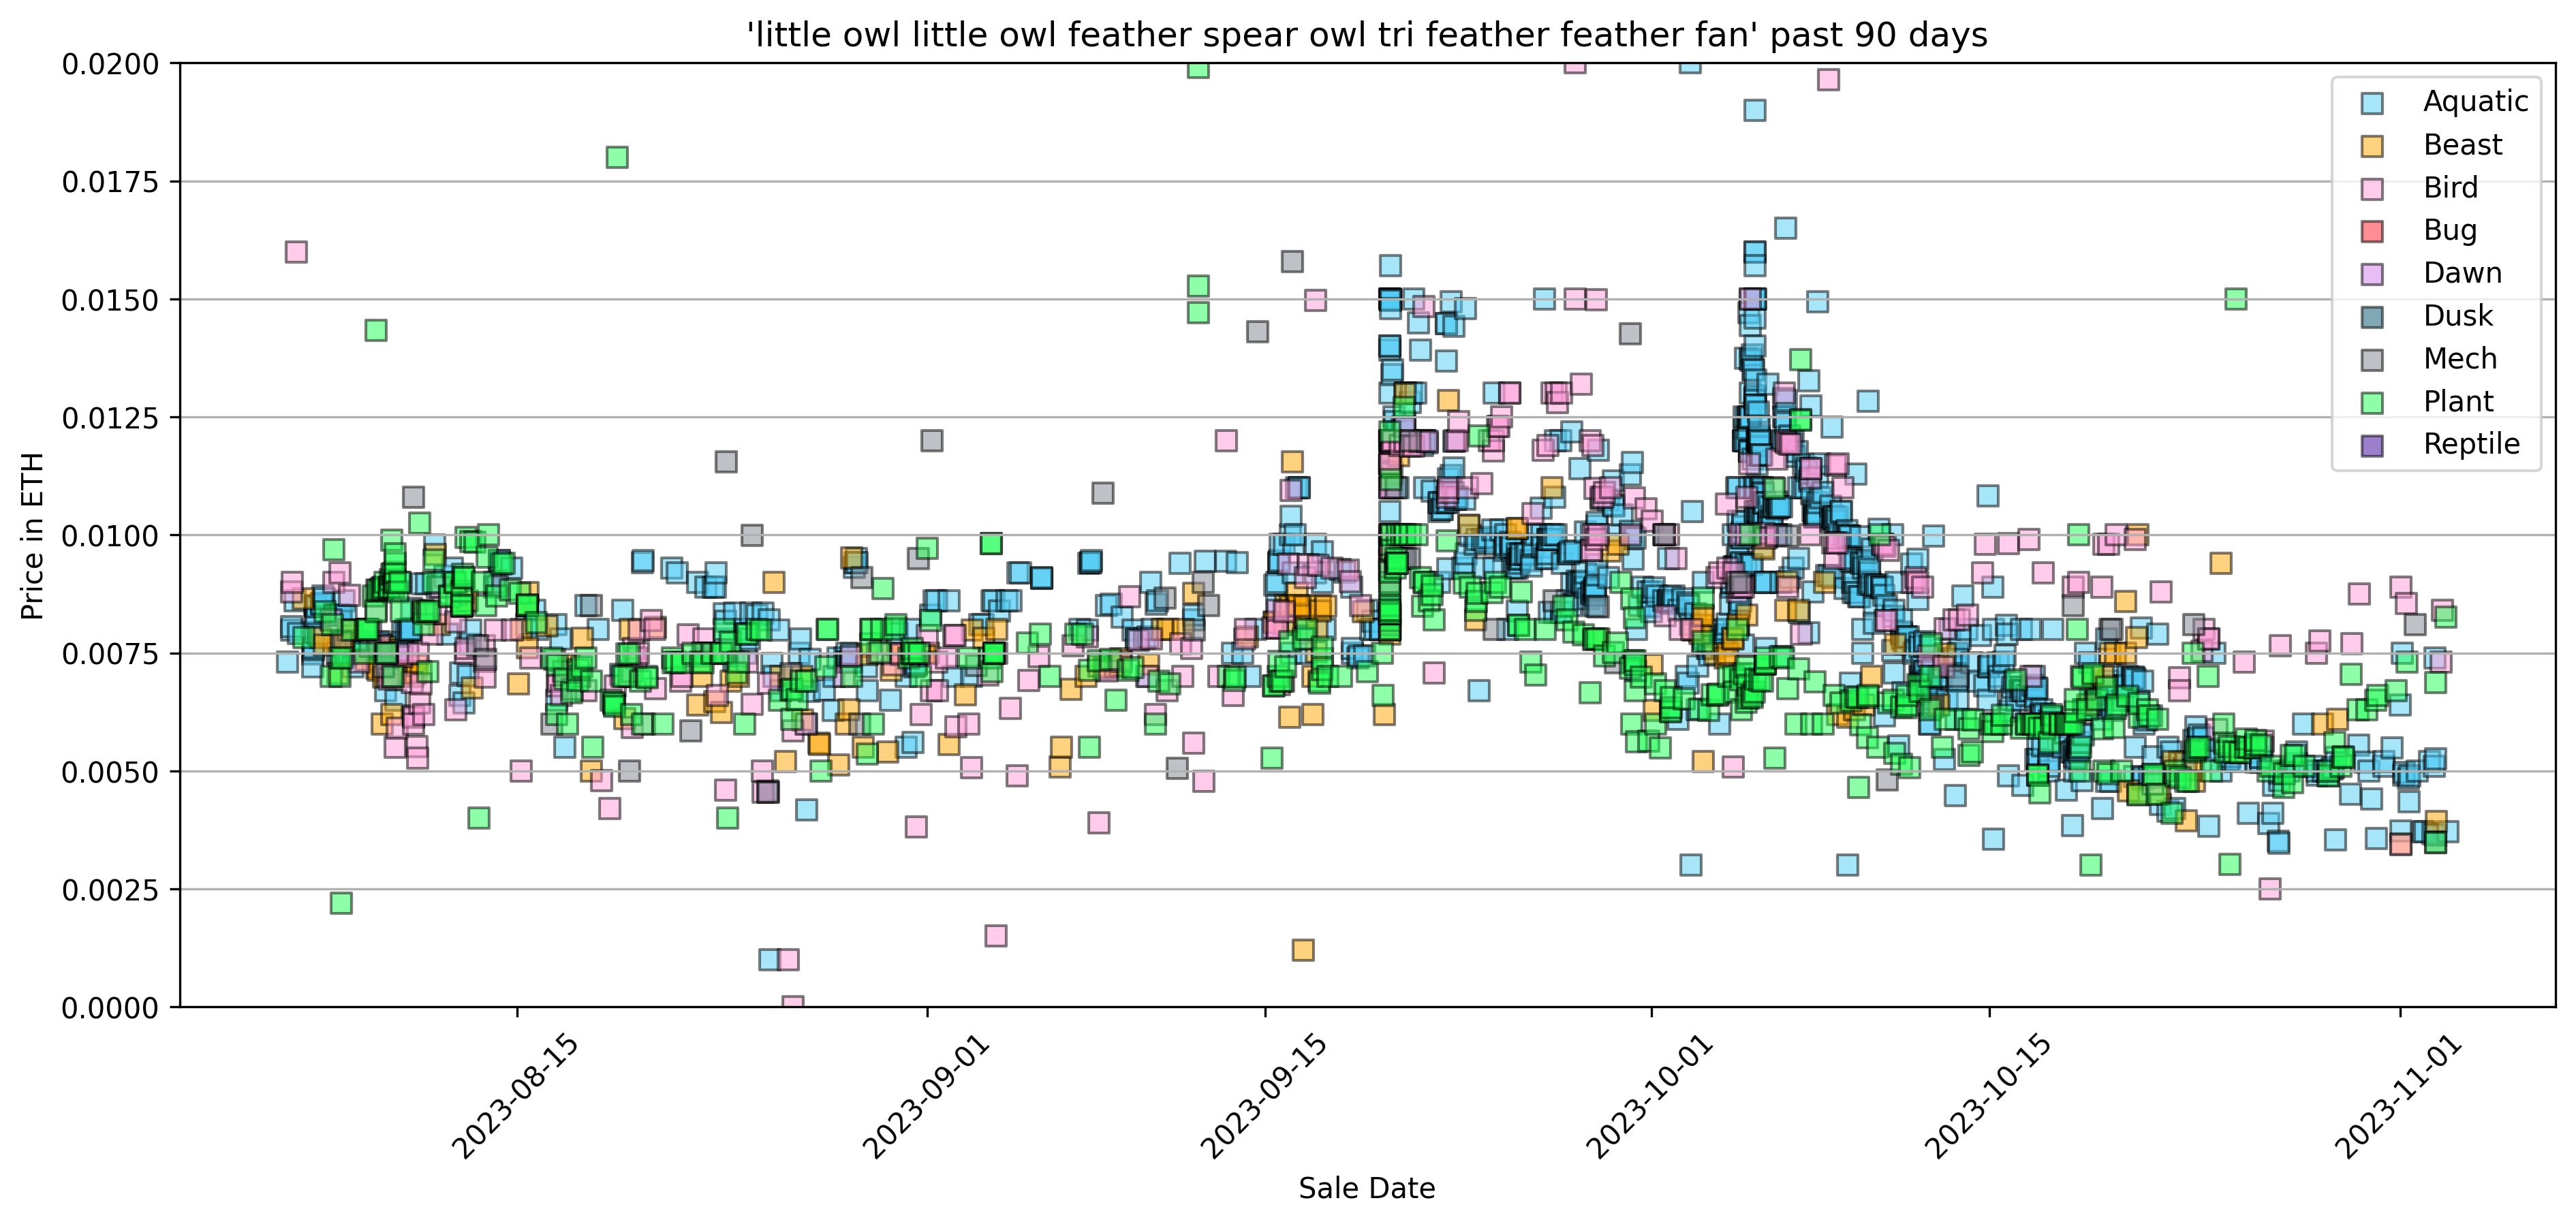 'little owl little owl feather spear owl tri feather feather fan' past 90 days
0.0200
0.0175
0.0150
0.0125
0.0100
0.0075
0.0050
0.0025
0.0000
Price in ETH
Aquatic
Beast
Bird
Bug
Dawn
Dusk
Mech
Plant
Reptile
2023-08-15
2023-09-01
2023-09-15
2023-10-01
2023-10-15
2023-11-01
Sale Date